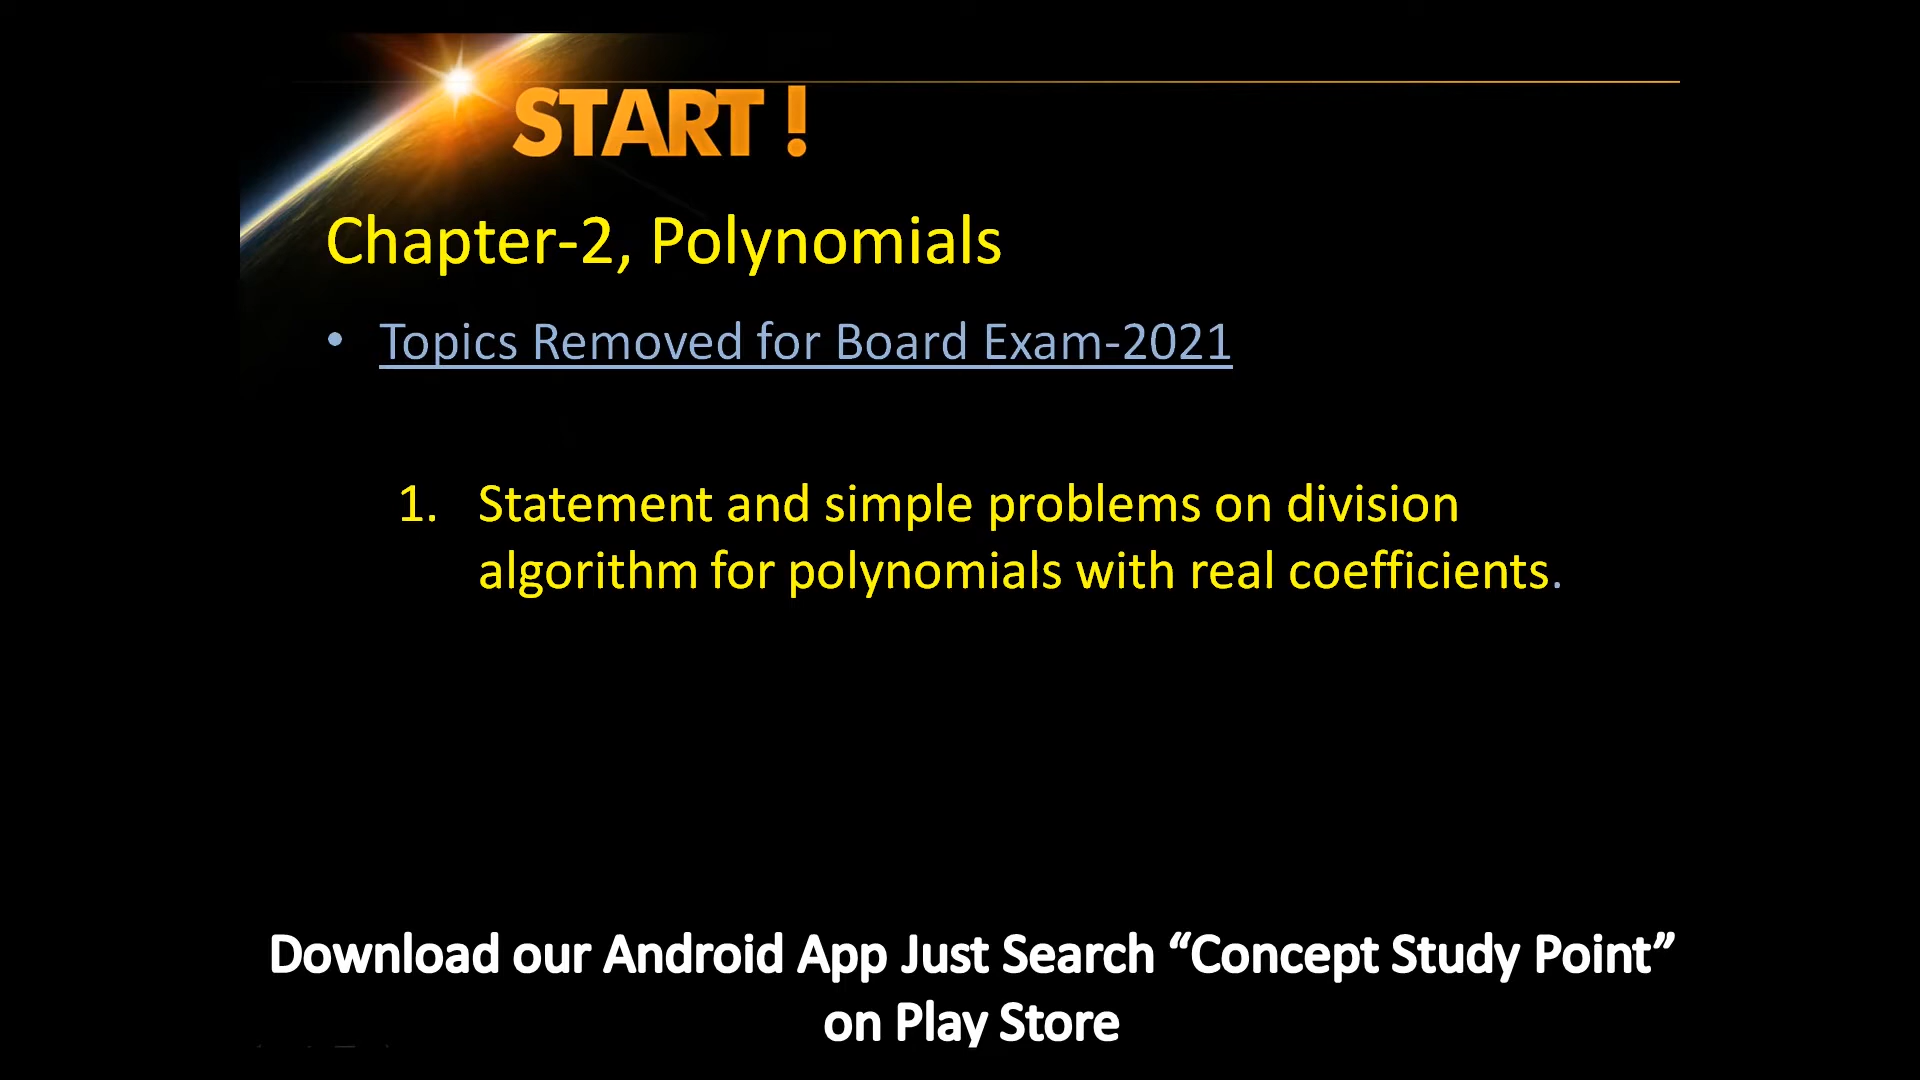 START !
Chapter-2, Polynomials
• Topics Removed for Board Exam-2021
1. Statement and simple problems on division
algorithm for polynomials with real coefficients.
Download our Android App Just Search “Concept Study Point”
on Play Store